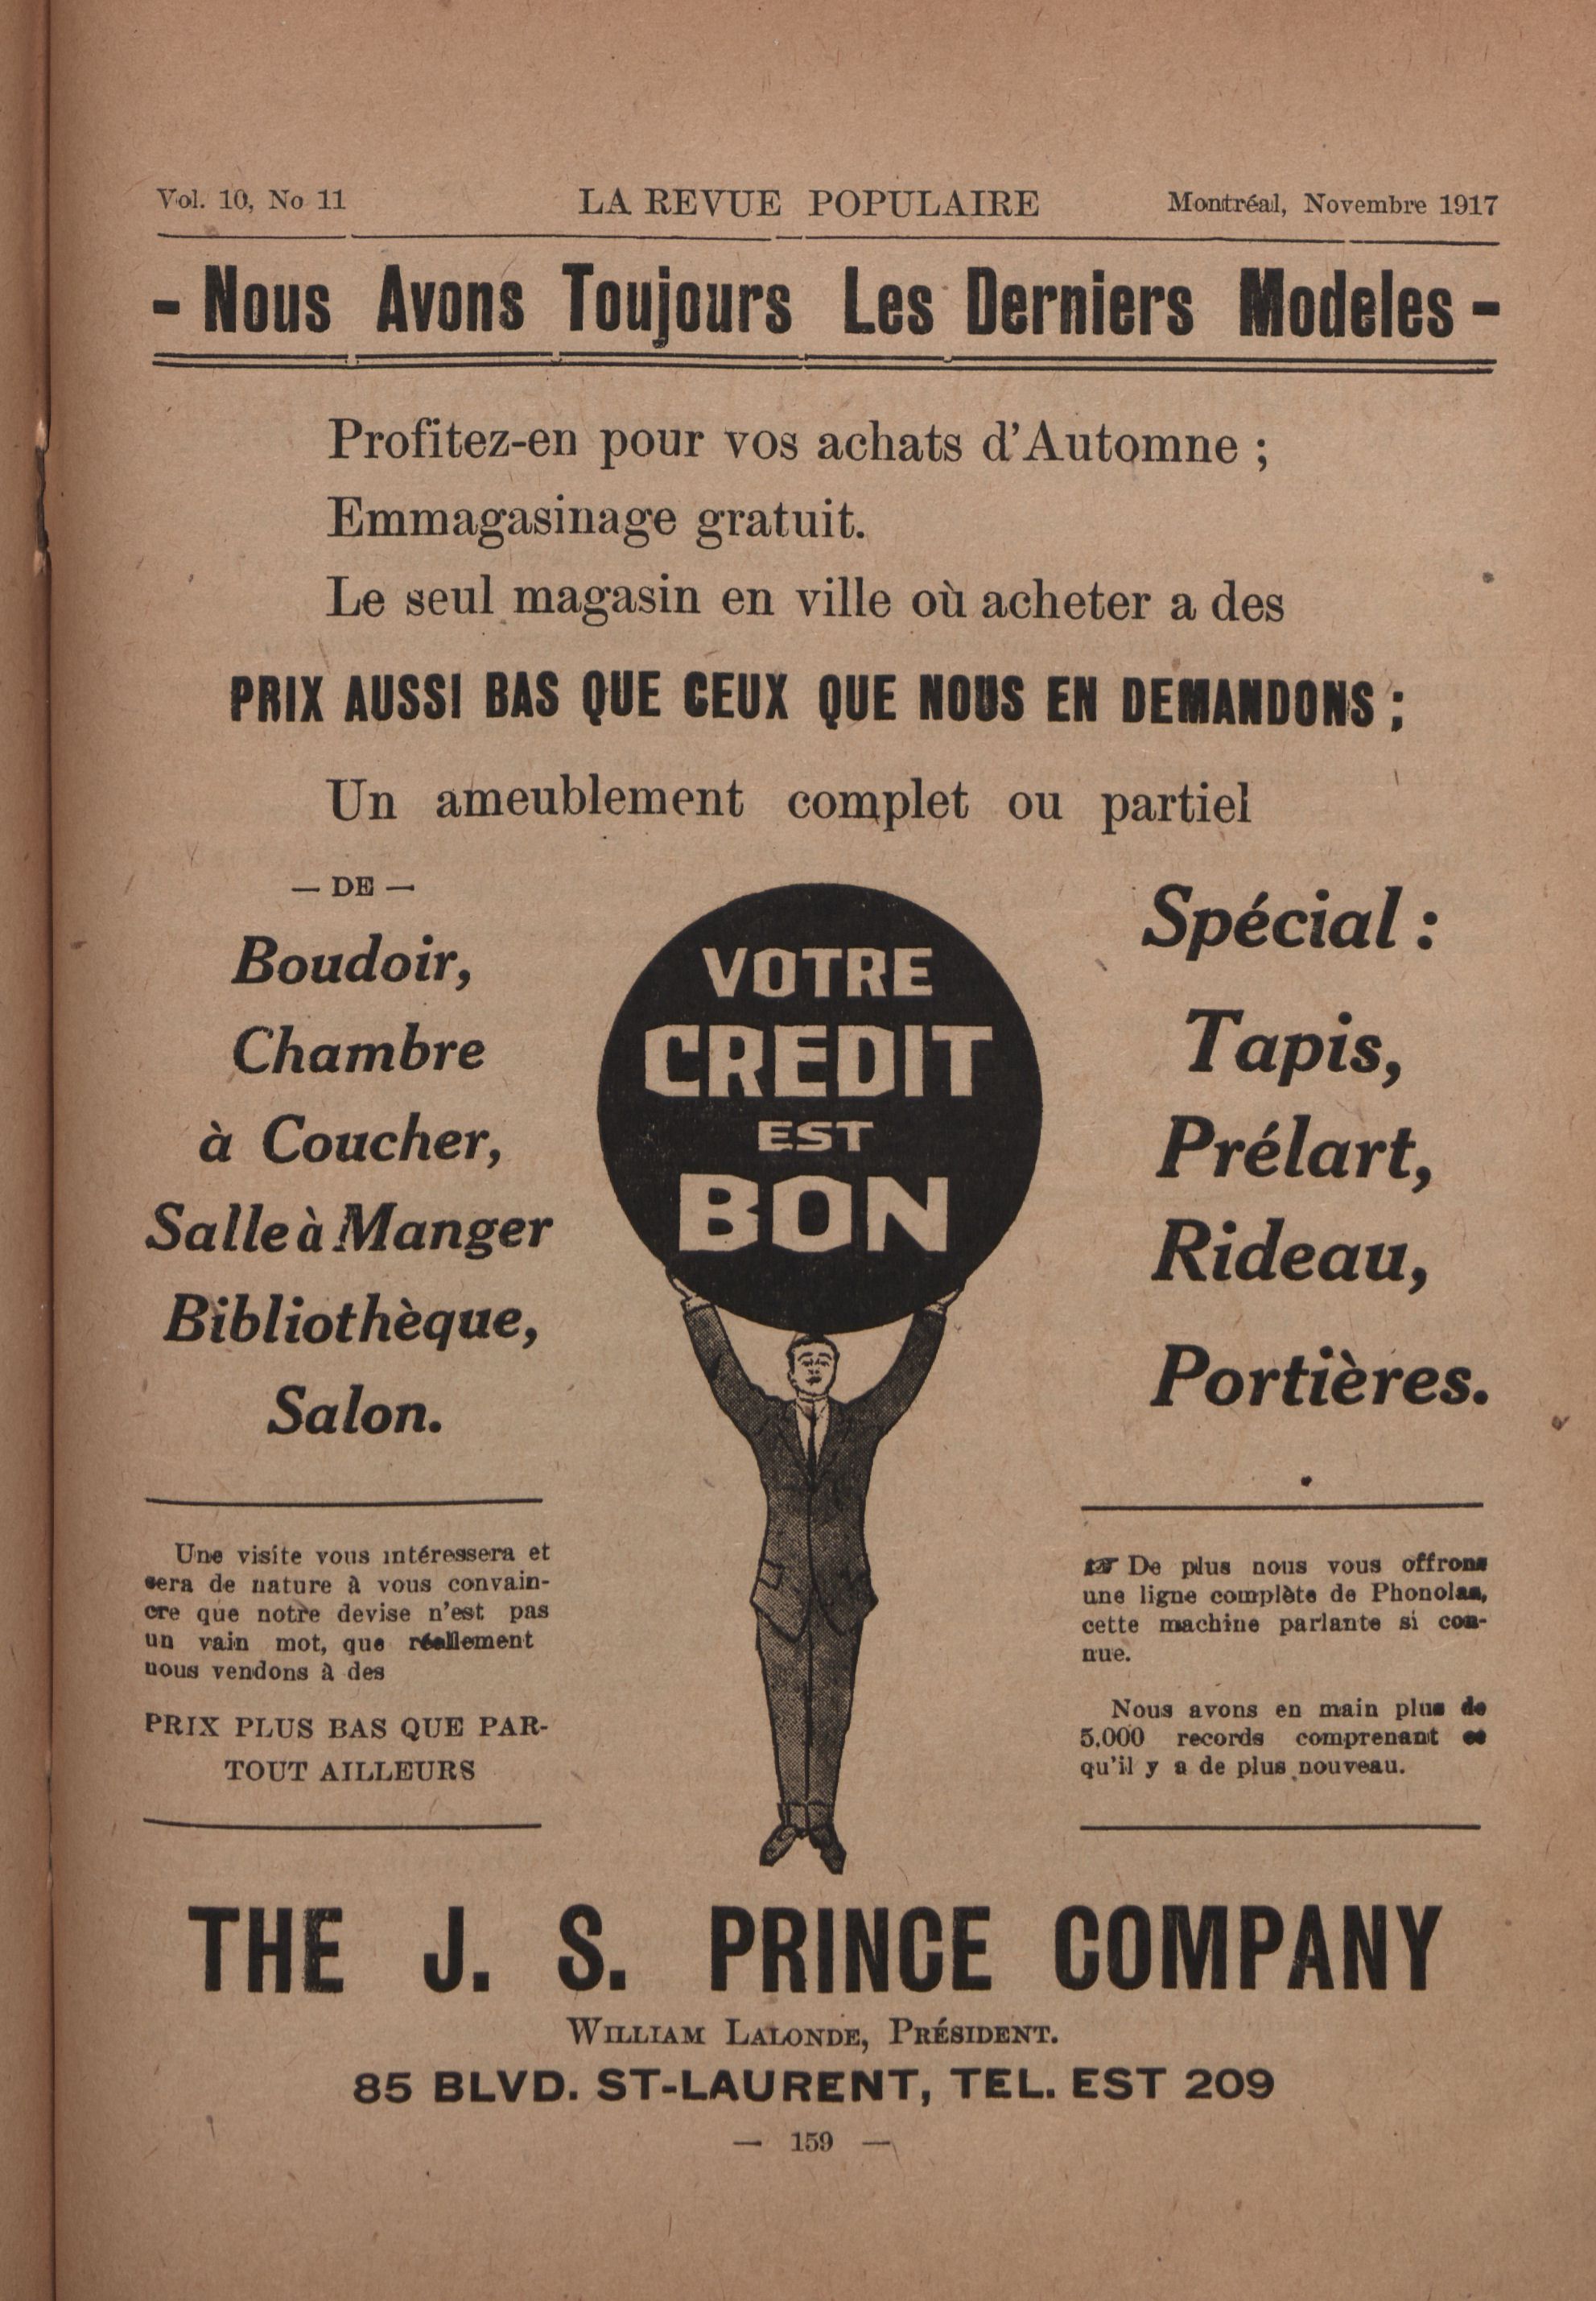 Vol. 10, No 11
LA REVUE POPULAIRE
Montréal, Novembre 1917
- Nous Avons Toujours Les Derniers Modeles -
Profitez-en pour vos achats d'Automne ;
Emmagasinage gratuit.
Le seul magasin en ville où acheter a des
PRIX AUSSI BAS QUE CEUX QUE NOUS EN DEMANDONS ;
Un ameublement complet ou partiel
— DE —
Boudoir,
Chambre
à Coucher,
Salle à Manger
Bibliothèque,
Salon.
VOTRE
CREDIT
EST
BON
Spécial :
Tapis,
Prélart,
Rideau,
Portières.
Une visite vous intéressera et
sera de nature à vous convain-
cre que notre devise n'est pas
un vain mot, que réellement
nous vendons à des
PRIX PLUS BAS QUE PAR-
TOUT AILLEURS
☞ De plus nous vous offrons
une ligne complète de Phonolas,
cette machine parlante si con-
nue.
Nous avons en main plus de
5.000 records comprenant ce
qu'il y a de plus nouveau.
THE J. S. PRINCE COMPANY
WILLIAM LALONDE, PRÉSIDENT.
85 BLVD. ST-LAURENT, TEL. EST 209
— 159 —